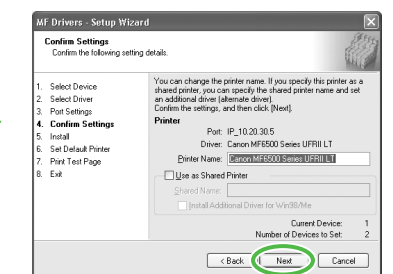 MF Drivers - Setup Wizard
Confirm Settings
Confirm the following setting details.
1. Select Device
2. Select Driver
3. Port Settings
4. Confirm Settings
5. Install
6. Set Default Printer
7. Print Test Page
8. Exit
You can change the printer name. If you specify this printer as a
shared printer, you can specify the shared printer name and set
an additional driver (alternate driver).
Confirm the settings, and then click [Next].
Printer
Port: IP_10.20.30.5
Driver: Canon MF6500 Series UFRII LT
Printer Name: Canon MF6500 Series UFRII LT
Use as Shared Printer
Shared Name:
Install Additional Driver for Win98/Me
Current Device: 1
Number of Devices to Set: 2
< Back Next Cancel